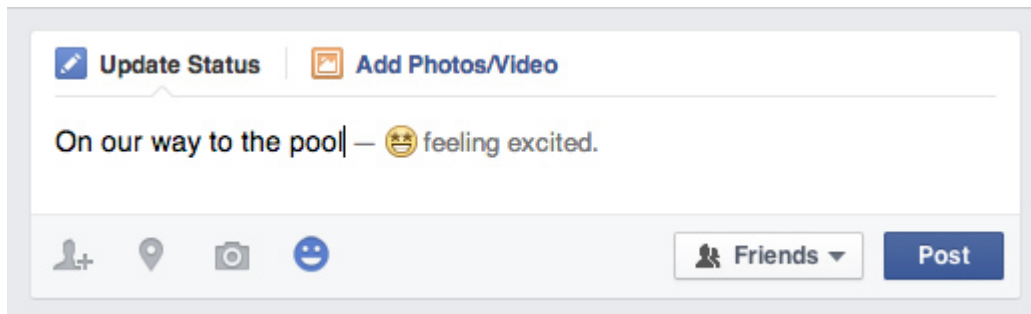 Update Status Add Photos/Video
On our way to the pool — feeling excited.
Friends Post